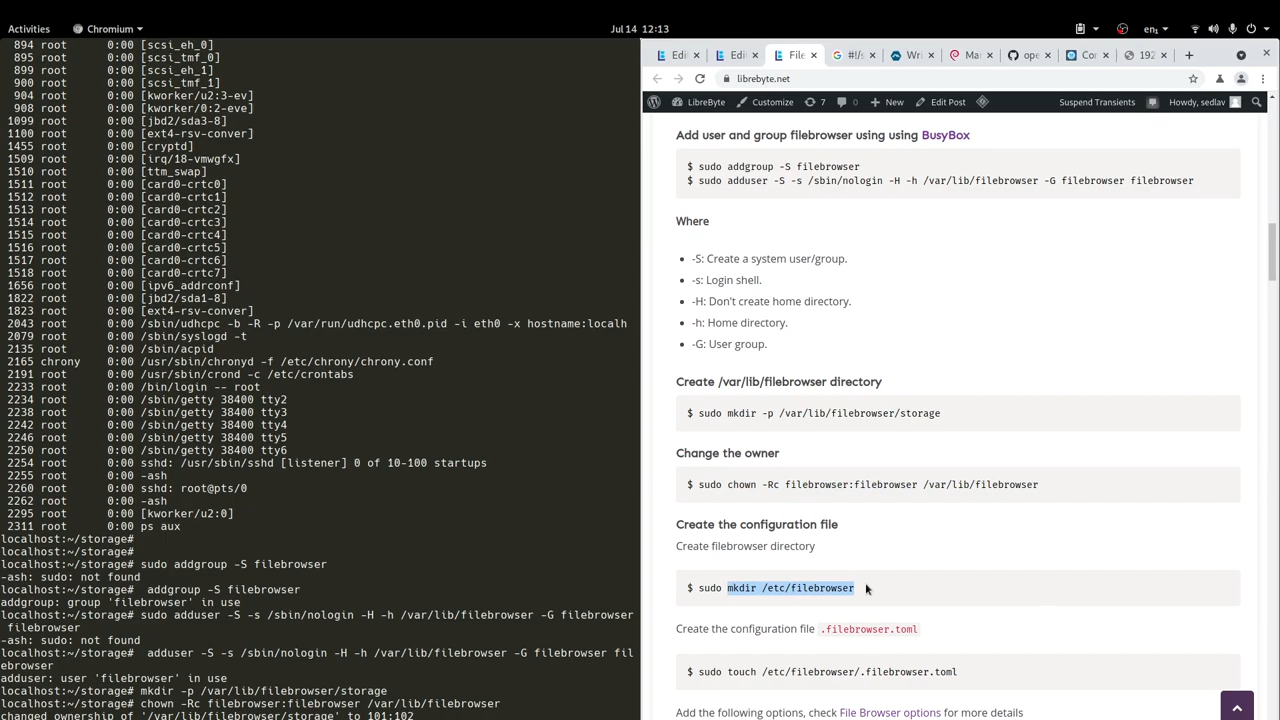 Activities
Chromium
Jul 14 12:13
en₁
894 root 0:00 [scsi_eh_0]
895 root 0:00 [scsi_tmf_0]
899 root 0:00 [scsi_eh_1]
900 root 0:00 [scsi_tmf_1]
904 root 0:00 [kworker/u2:3-ev]
908 root 0:00 [kworker/0:2-eve]
1099 root 0:00 [jbd2/sda3-8]
1100 root 0:00 [ext4-rsv-conver]
1455 root 0:00 [cryptd]
1509 root 0:00 [irq/18-vmwgfx]
1510 root 0:00 [ttm_swap]
1511 root 0:00 [card0-crtc0]
1512 root 0:00 [card0-crtc1]
1513 root 0:00 [card0-crtc2]
1514 root 0:00 [card0-crtc3]
1515 root 0:00 [card0-crtc4]
1516 root 0:00 [card0-crtc5]
1517 root 0:00 [card0-crtc6]
1518 root 0:00 [card0-crtc7]
1656 root 0:00 [ipv6_addrconf]
1822 root 0:00 [jbd2/sda1-8]
1823 root 0:00 [ext4-rsv-conver]
2043 root 0:00 /sbin/udhcpc -b -R -p /var/run/udhcpc.eth0.pid -i eth0 -x hostname:localh
2079 root 0:00 /sbin/syslogd -t
2135 root 0:00 /sbin/acpid
2165 chrony 0:00 /usr/sbin/chronyd -f /etc/chrony/chrony.conf
2191 root 0:00 /usr/sbin/crond -c /etc/crontabs
2233 root 0:00 /bin/login -- root
2234 root 0:00 /sbin/getty 38400 tty2
2238 root 0:00 /sbin/getty 38400 tty3
2242 root 0:00 /sbin/getty 38400 tty4
2246 root 0:00 /sbin/getty 38400 tty5
2250 root 0:00 /sbin/getty 38400 tty6
2254 root 0:00 sshd: /usr/sbin/sshd [listener] 0 of 10-100 startups
2255 root 0:00 -ash
2260 root 0:00 sshd: root@pts/0
2262 root 0:00 -ash
2295 root 0:00 [kworker/u2:0]
2311 root 0:00 ps aux
localhost:~/storage#
localhost:~/storage#
localhost:~/storage# sudo addgroup -S filebrowser
-ash: sudo: not found
localhost:~/storage#  addgroup -S filebrowser
addgroup: group 'filebrowser' in use
localhost:~/storage# sudo adduser -S -s /sbin/nologin -H -h /var/lib/filebrowser -G filebrowser
filebrowser
-ash: sudo: not found
localhost:~/storage#  adduser -S -s /sbin/nologin -H -h /var/lib/filebrowser -G filebrowser fil
ebrowser
adduser: user 'filebrowser' in use
localhost:~/storage# mkdir -p /var/lib/filebrowser/storage
localhost:~/storage# chown -Rc filebrowser:filebrowser /var/lib/filebrowser
changed ownership of '/var/lib/filebrowser/storage' to 101:102
Edi
Edi
File
#!/s
Wri
Mar
ope
Cor
192
librebyte.net
LibreByte
Customize
7
0
New
Edit Post
Suspend Transients
Howdy, sedlav
Add user and group filebrowser using using BusyBox
$ sudo addgroup -S filebrowser
$ sudo adduser -S -s /sbin/nologin -H -h /var/lib/filebrowser -G filebrowser filebrowser
Where
-S: Create a system user/group.
-s: Login shell.
-H: Don't create home directory.
-h: Home directory.
-G: User group.
Create /var/lib/filebrowser directory
$ sudo mkdir -p /var/lib/filebrowser/storage
Change the owner
$ sudo chown -Rc filebrowser:filebrowser /var/lib/filebrowser
Create the configuration file
Create filebrowser directory
$ sudo mkdir /etc/filebrowser
Create the configuration file .filebrowser.toml
$ sudo touch /etc/filebrowser/.filebrowser.toml
Add the following options, check File Browser options for more details